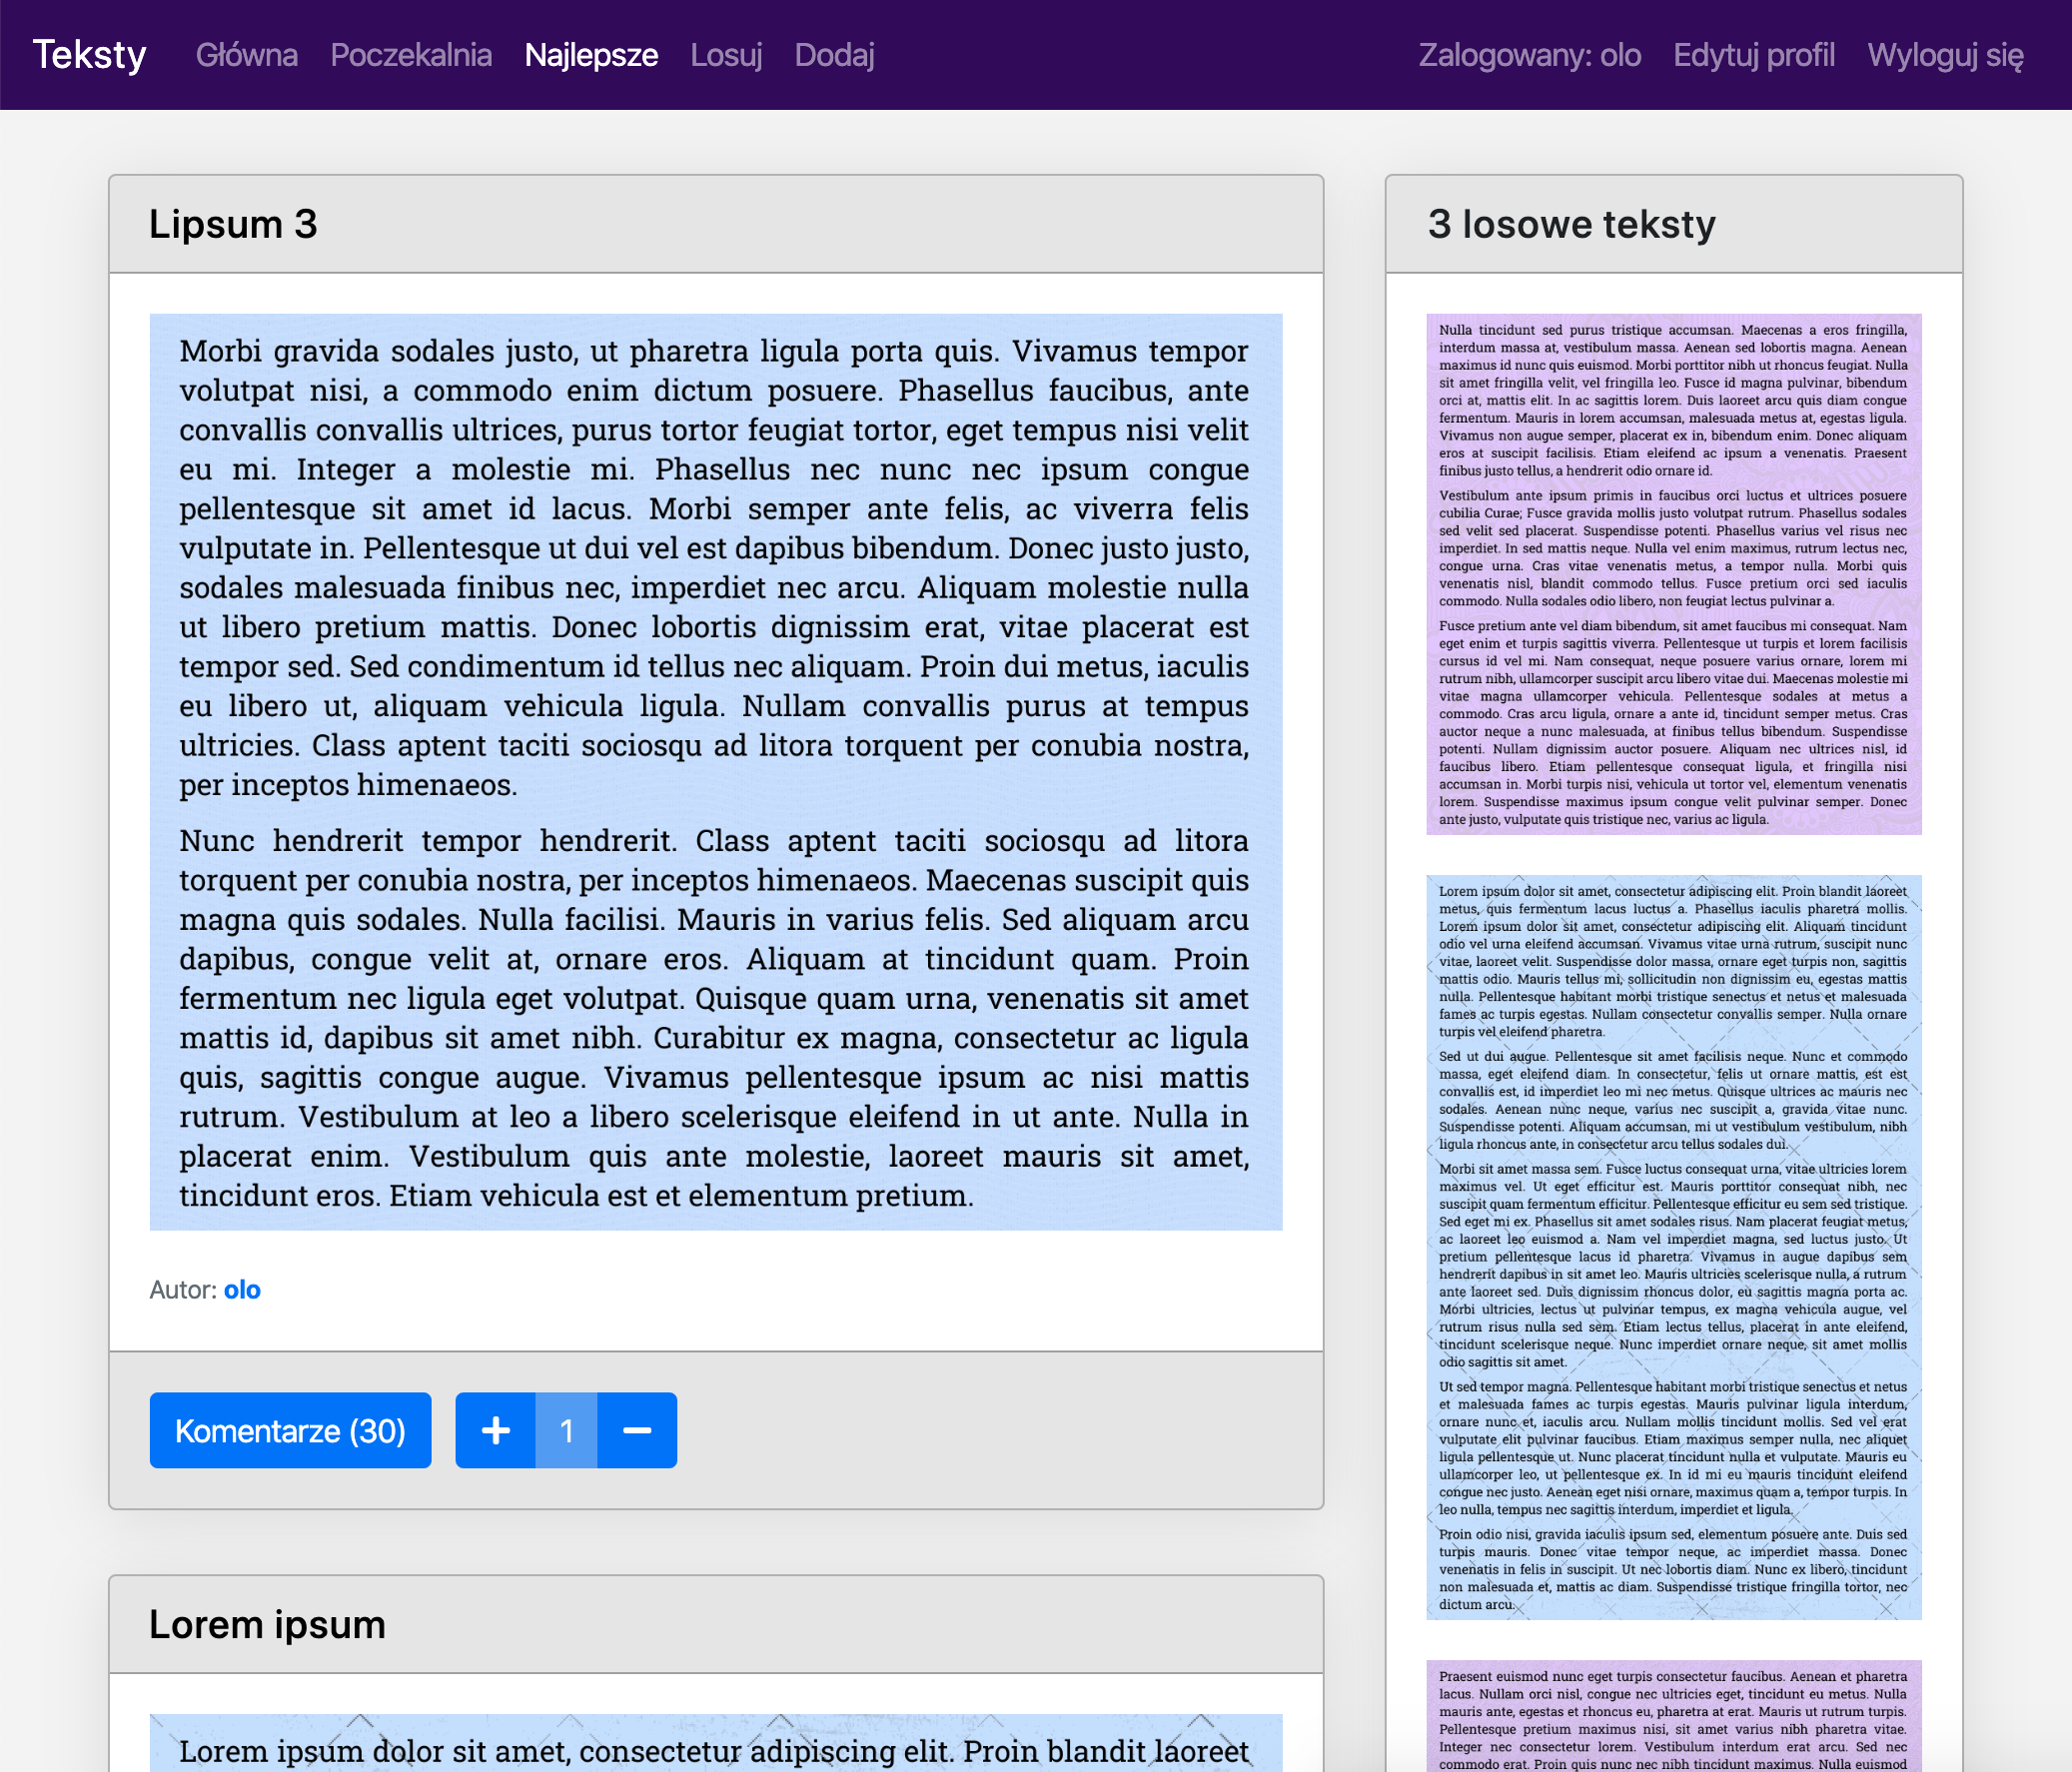 Teksty Główna Poczekalnia Najlepsze Losuj Dodaj Zalogowany: olo Edytuj profil Wyloguj się
Lipsum 3
Morbi gravida sodales justo, ut pharetra ligula porta quis. Vivamus tempor
volutpat nisi, a commodo enim dictum posuere. Phasellus faucibus, ante
convallis convallis ultrices, purus tortor feugiat tortor, eget tempus nisi velit
eu mi. Integer a molestie mi. Phasellus nec nunc nec ipsum congue
pellentesque sit amet id lacus. Morbi semper ante felis, ac viverra felis
vulputate in. Pellentesque ut dui vel est dapibus bibendum. Donec justo justo,
sodales malesuada finibus nec, imperdiet nec arcu. Aliquam molestie nulla
ut libero pretium mattis. Donec lobortis dignissim erat, vitae placerat est
tempor sed. Sed condimentum id tellus nec aliquam. Proin dui metus, iaculis
eu libero ut, aliquam vehicula ligula. Nullam convallis purus at tempus
ultricies. Class aptent taciti sociosqu ad litora torquent per conubia nostra,
per inceptos himenaeos.
Nunc hendrerit tempor hendrerit. Class aptent taciti sociosqu ad litora
torquent per conubia nostra, per inceptos himenaeos. Maecenas suscipit quis
magna quis sodales. Nulla facilisi. Mauris in varius felis. Sed aliquam arcu
dapibus, congue velit at, ornare eros. Aliquam at tincidunt quam. Proin
fermentum nec ligula eget volutpat. Quisque quam urna, venenatis sit amet
mattis id, dapibus sit amet nibh. Curabitur ex magna, consectetur ac ligula
quis, sagittis congue augue. Vivamus pellentesque ipsum ac nisi mattis
rutrum. Vestibulum at leo a libero scelerisque eleifend in ut ante. Nulla in
placerat enim. Vestibulum quis ante molestie, laoreet mauris sit amet,
tincidunt eros. Etiam vehicula est et elementum pretium.
Autor: olo
Komentarze (30) + 1 −
Lorem ipsum
Lorem ipsum dolor sit amet, consectetur adipiscing elit. Proin blandit laoreet
3 losowe teksty
Nulla tincidunt sed purus tristique accumsan. Maecenas a eros fringilla,
interdum massa at, vestibulum massa. Aenean sed lobortis magna. Aenean
maximus id nunc quis euismod. Morbi porttitor nibh ut rhoncus feugiat. Nulla
sit amet fringilla velit, vel fringilla leo. Fusce id magna pulvinar, bibendum
orci at, mattis elit. In ac sagittis lorem. Duis laoreet arcu quis diam congue
fermentum. Mauris in lorem accumsan, malesuada metus at, egestas ligula.
Vivamus non augue semper, placerat ex in, bibendum enim. Donec aliquam
eros at suscipit facilisis. Etiam eleifend ac ipsum a venenatis. Praesent
finibus justo tellus, a hendrerit odio ornare id.
Vestibulum ante ipsum primis in faucibus orci luctus et ultrices posuere
cubilia Curae; Fusce gravida mollis justo volutpat rutrum. Phasellus sodales
sed velit sed placerat. Suspendisse potenti. Phasellus varius vel risus nec
imperdiet. In sed mattis neque. Nulla vel enim maximus, rutrum lectus nec,
congue urna. Cras vitae venenatis metus, a tempor nulla. Morbi quis
venenatis nisl, blandit commodo tellus. Fusce pretium orci sed iaculis
commodo. Nulla sodales odio libero, non feugiat lectus pulvinar a.
Fusce pretium ante vel diam bibendum, sit amet faucibus mi consequat. Nam
eget enim et turpis sagittis viverra. Pellentesque ut turpis et lorem facilisis
cursus id vel mi. Nam consequat, neque posuere varius ornare, lorem mi
rutrum nibh, ullamcorper suscipit arcu libero vitae dui. Maecenas molestie mi
vitae magna ullamcorper vehicula. Pellentesque sodales at metus a
commodo. Cras arcu ligula, ornare a ante id, tincidunt semper metus. Cras
auctor neque a nunc malesuada, at finibus tellus bibendum. Suspendisse
potenti. Nullam dignissim auctor posuere. Aliquam nec ultrices nisl, id
faucibus libero. Etiam pellentesque consequat ligula, et fringilla nisi
accumsan in. Morbi turpis nisi, vehicula ut tortor vel, elementum venenatis
lorem. Suspendisse maximus ipsum congue velit pulvinar semper. Donec
ante justo, vulputate quis tristique nec, varius ac ligula.
Lorem ipsum dolor sit amet, consectetur adipiscing elit. Proin blandit laoreet
metus, quis fermentum lacus luctus a. Phasellus iaculis pharetra mollis.
Lorem ipsum dolor sit amet, consectetur adipiscing elit. Aliquam tincidunt
odio vel urna eleifend accumsan. Vivamus vitae urna rutrum, suscipit nunc
vitae, laoreet velit. Suspendisse dolor massa, ornare eget turpis non, sagittis
mattis odio. Mauris tellus mi, sollicitudin non dignissim eu, egestas mattis
nulla. Pellentesque habitant morbi tristique senectus et netus et malesuada
fames ac turpis egestas. Nullam consectetur convallis semper. Nulla ornare
turpis vel eleifend pharetra.
Sed ut dui augue. Pellentesque sit amet facilisis neque. Nunc et commodo
massa, eget eleifend diam. In consectetur, felis ut ornare mattis, est est
convallis est, id imperdiet leo mi nec metus. Quisque ultrices ac mauris nec
sodales. Aenean nunc neque, varius nec suscipit a, gravida vitae nunc.
Suspendisse potenti. Aliquam accumsan, mi ut vestibulum vestibulum, nibh
ligula rhoncus ante, in consectetur arcu tellus sodales dui.
Morbi sit amet massa sem. Fusce luctus consequat urna, vitae ultricies lorem
maximus vel. Ut eget efficitur est. Mauris porttitor consequat nibh, nec
suscipit quam fermentum efficitur. Pellentesque efficitur eu sem sed tristique.
Sed eget mi ex. Phasellus sit amet sodales risus. Nam placerat feugiat metus,
ac laoreet leo euismod a. Nam vel imperdiet magna, sed luctus justo. Ut
pretium pellentesque lacus id pharetra. Vivamus in augue dapibus sem
hendrerit dapibus in sit amet leo. Mauris ultricies scelerisque nulla, a rutrum
ante laoreet sed. Duis dignissim rhoncus dolor, eu sagittis magna porta ac.
Morbi ultricies, lectus ut pulvinar tempus, ex magna vehicula augue, vel
rutrum risus nulla sed sem. Etiam lectus tellus, placerat in ante eleifend,
tincidunt scelerisque neque. Nunc imperdiet ornare neque, sit amet mollis
odio sagittis sit amet.
Ut sed tempor magna. Pellentesque habitant morbi tristique senectus et netus
et malesuada fames ac turpis egestas. Mauris pulvinar ligula interdum,
ornare nunc et, iaculis arcu. Nullam mollis tincidunt mollis. Sed vel erat
vulputate elit pulvinar faucibus. Etiam maximus semper nulla, nec aliquet
ligula pellentesque ut. Nunc placerat tincidunt nulla et vulputate. Mauris eu
ullamcorper leo, ut pellentesque ex. In id mi eu mauris tincidunt eleifend
congue nec justo. Aenean eget nisi ornare, maximus quam a, tempor turpis. In
leo nulla, tempus nec sagittis interdum, imperdiet et ligula.
Proin odio nisi, gravida iaculis ipsum sed, elementum posuere ante. Duis sed
turpis mauris. Donec vitae tempor neque, ac imperdiet massa. Donec
venenatis in felis in suscipit. Ut nec lobortis diam. Nunc ex libero, tincidunt
non malesuada et, mattis ac diam. Suspendisse tristique fringilla tortor, nec
dictum arcu.
Praesent euismod nunc eget turpis consectetur faucibus. Aenean et pharetra
lacus. Nullam orci nisl, congue nec ultricies eget, tincidunt eu metus. Nulla
mauris ante, egestas et rhoncus eu, pharetra at erat. Mauris ut rutrum turpis.
Pellentesque pretium maximus nisi, sit amet varius nibh pharetra vitae.
Integer nec consectetur lorem. Vestibulum interdum erat arcu. Sed nec
commodo erat. Proin quis nunc nec nibh tincidunt maximus. Nulla euismod